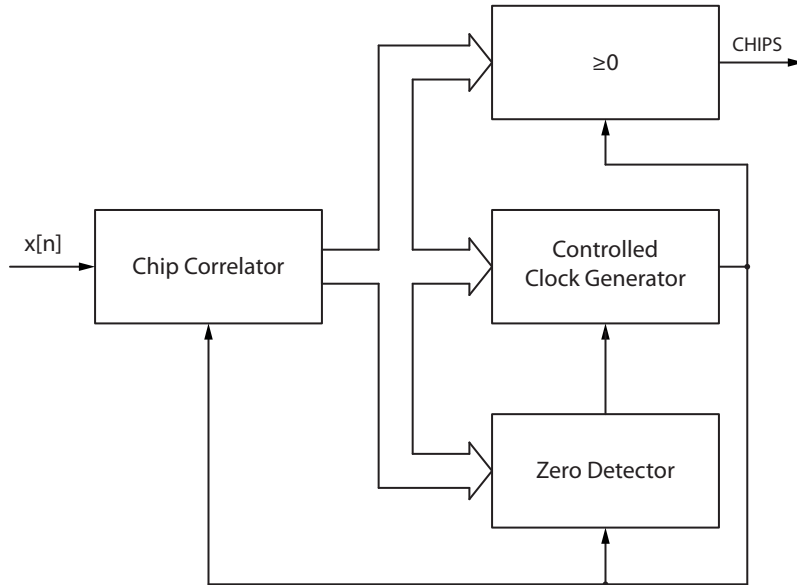 ≥0
CHIPS
x[n]
Chip Correlator
Controlled
Clock Generator
Zero Detector